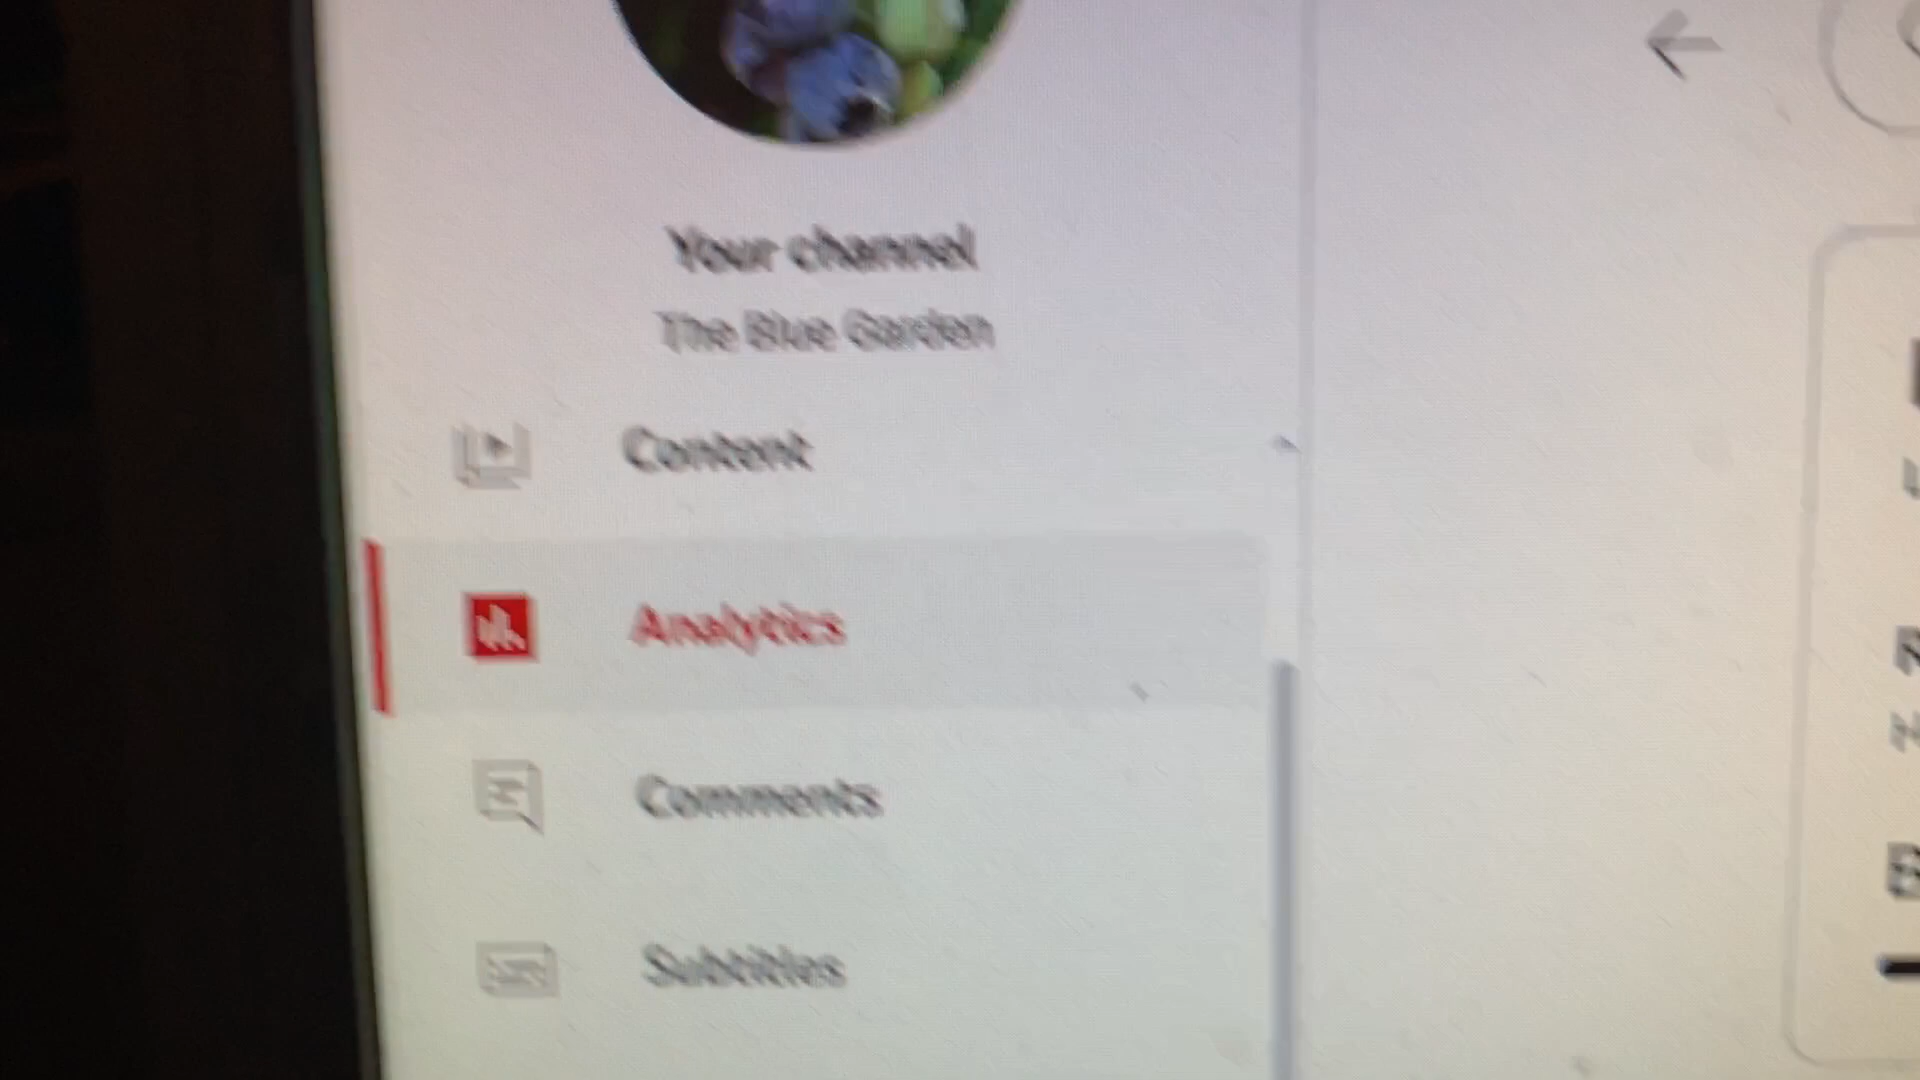 Your channel
The Blue Garden
Content
Analytics
Comments
Subtitles